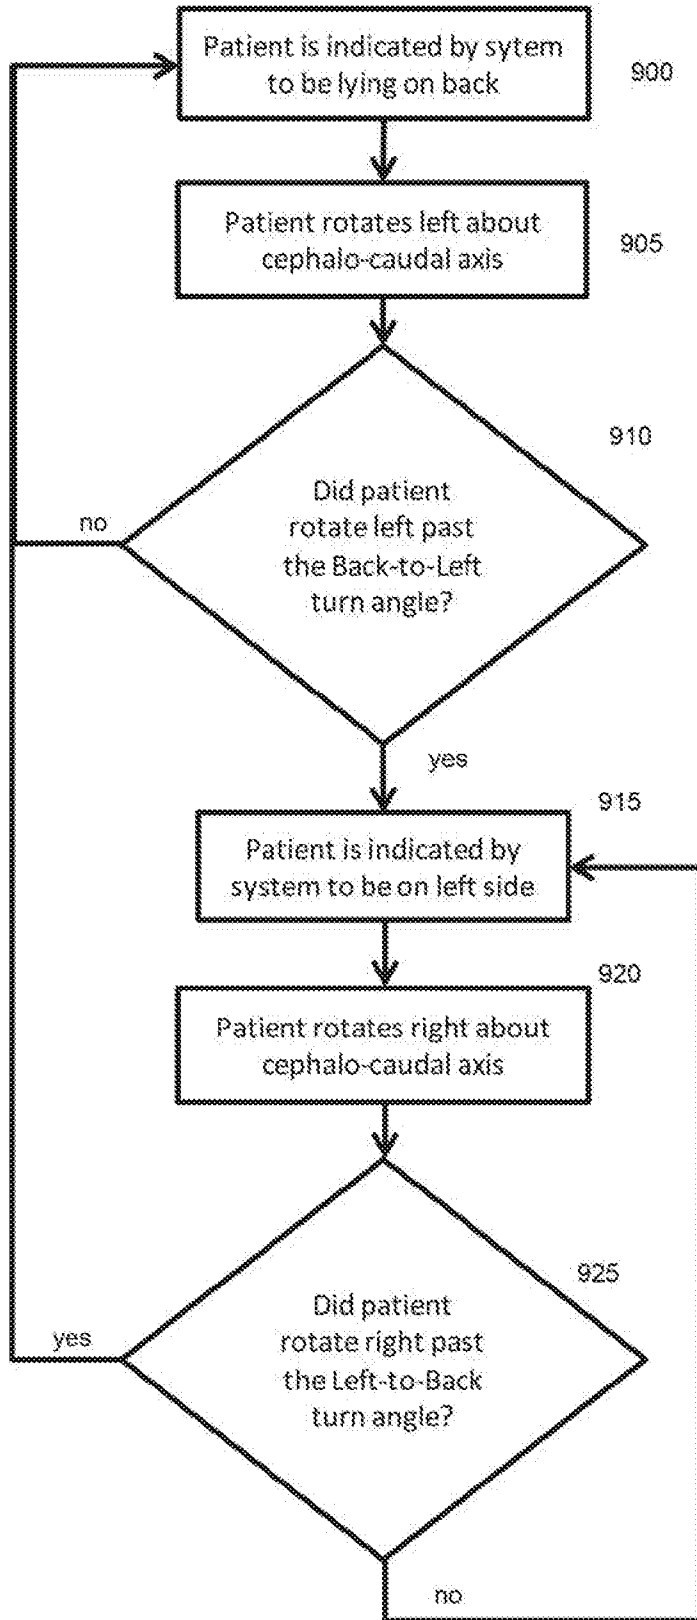 Patient is indicated by sytem
to be lying on back
900
Patient rotates left about
cephalo-caudal axis
905
910
Did patient
rotate left past
the Back-to-Left
turn angle?
no
yes
915
Patient is indicated by
system to be on left side
920
Patient rotates right about
cephalo-caudal axis
925
Did patient
rotate right past
the Left-to-Back
turn angle?
yes
no